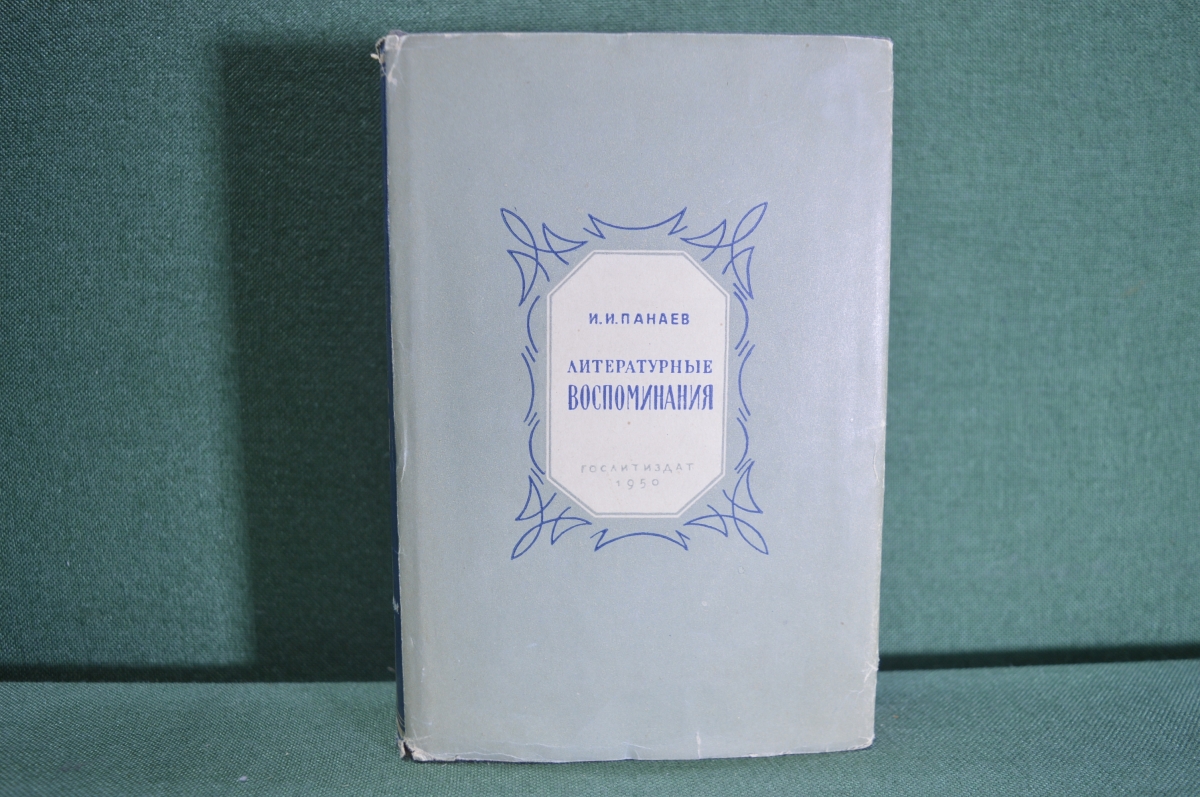 И.И.ПАНАЕВ
ЛИТЕРАТУРНЫЕ
ВОСПОМИНАНИЯ
ГОСЛИТИЗДАТ
1950